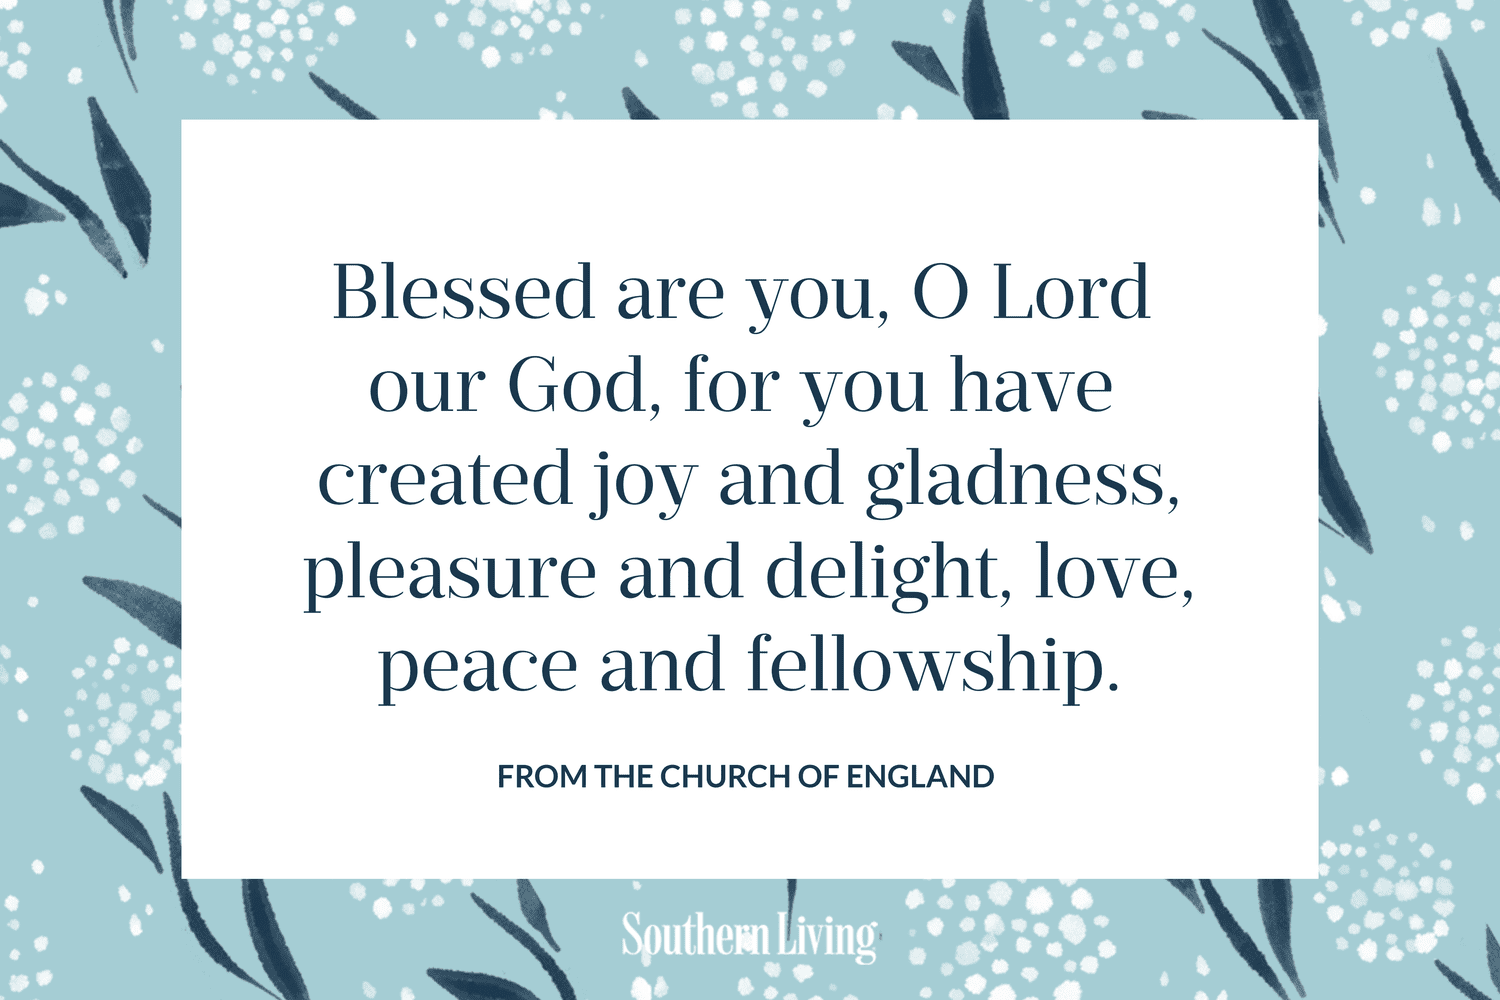 Blessed are you, O Lord
our God, for you have
created joy and gladness,
pleasure and delight, love,
peace and fellowship.
FROM THE CHURCH OF ENGLAND
Southern Living